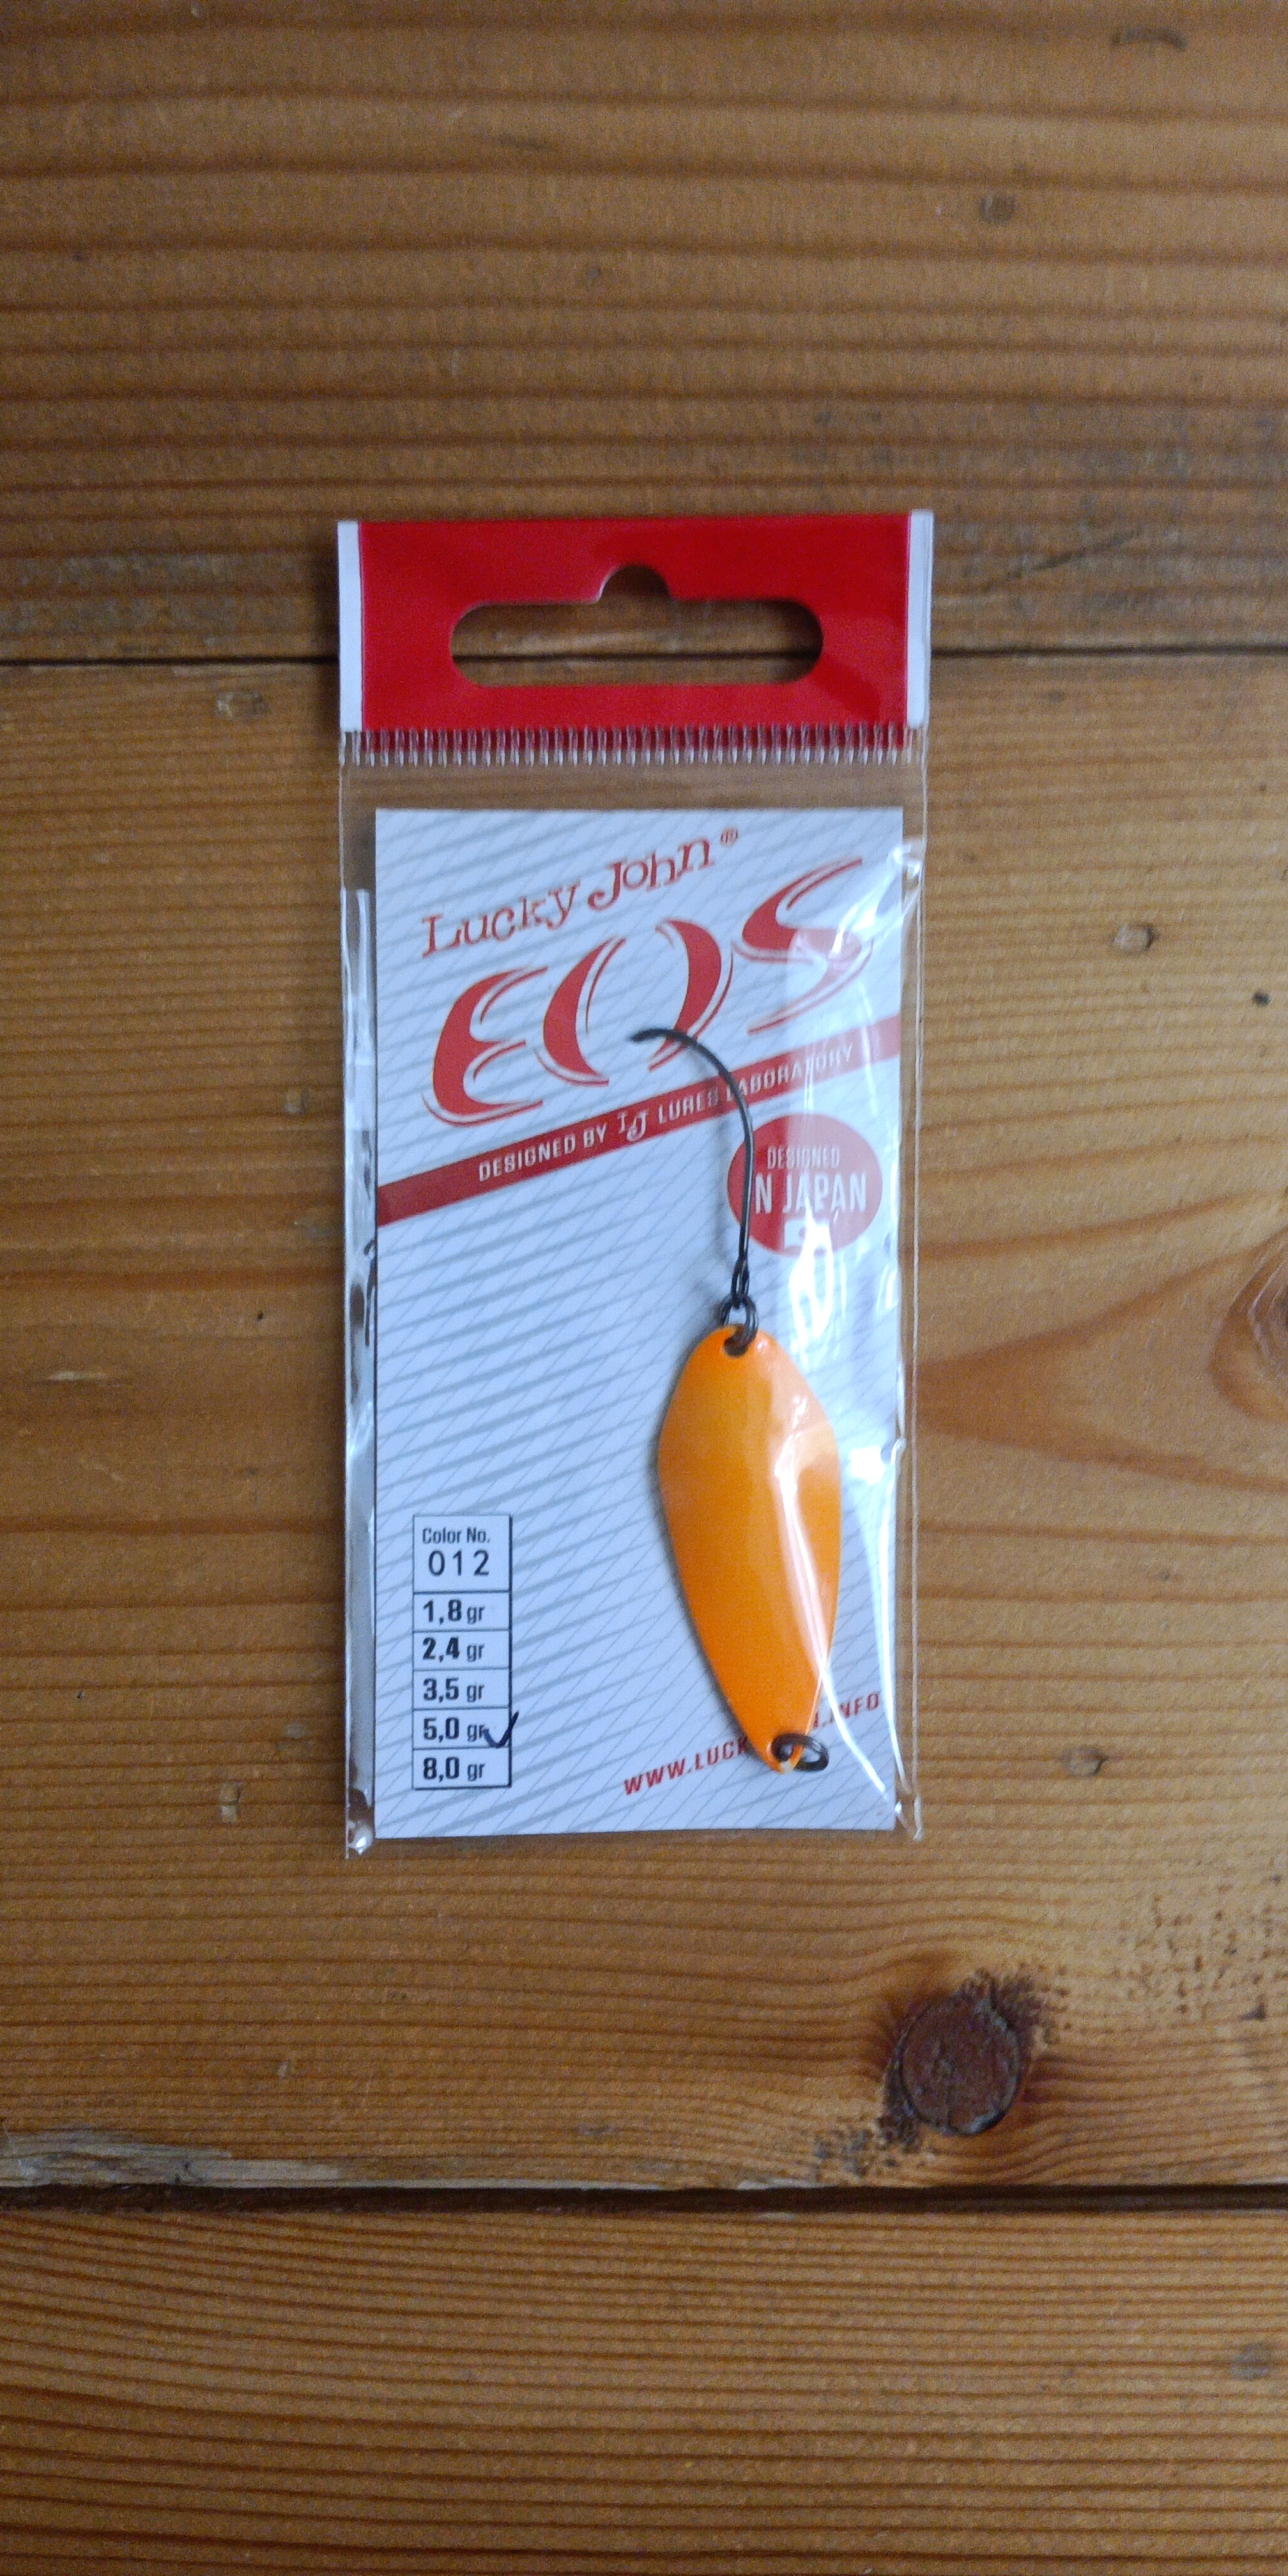 Lucky John®
EOS
DESIGNED BY LJ LURES LABORATORY
DESIGNED
N JAPAN
Color No.
012
1,8 gr
2,4 gr
3,5 gr
5,0 gr ✓
8,0 gr
WWW.LUCK N.INFO